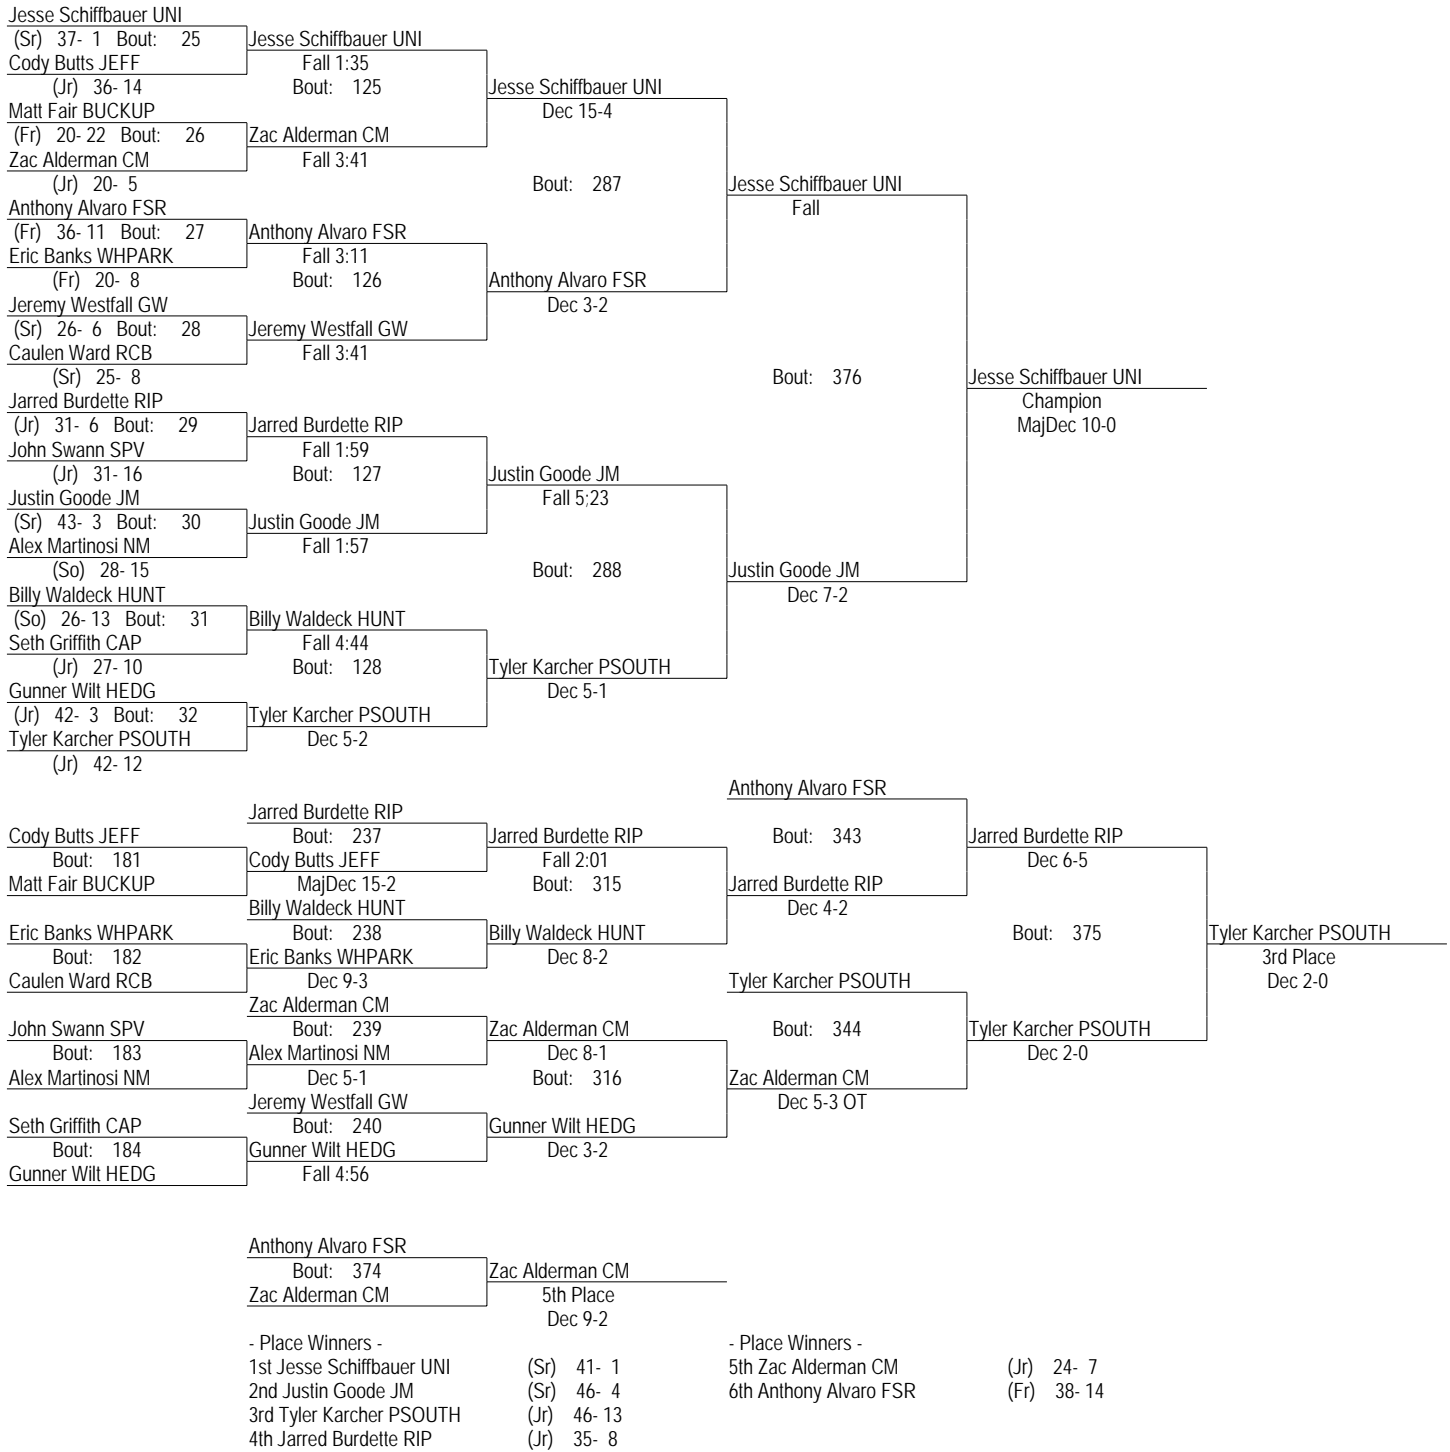 Jesse Schiffbauer UNI
(Sr) 37- 1 Bout: 25 Jesse Schiffbauer UNI
Cody Butts JEFF Fall 1:35
(Jr) 36- 14 Bout: 125 Jesse Schiffbauer UNI
Matt Fair BUCKUP Dec 15-4
(Fr) 20- 22 Bout: 26 Zac Alderman CM
Zac Alderman CM Fall 3:41
(Jr) 20- 5 Bout: 287 Jesse Schiffbauer UNI
Anthony Alvaro FSR Fall
(Fr) 36- 11 Bout: 27 Anthony Alvaro FSR
Eric Banks WHPARK Fall 3:11
(Fr) 20- 8 Bout: 126 Anthony Alvaro FSR
Jeremy Westfall GW Dec 3-2
(Sr) 26- 6 Bout: 28 Jeremy Westfall GW
Caulen Ward RCB Fall 3:41
(Sr) 25- 8 Bout: 376 Jesse Schiffbauer UNI
Jarred Burdette RIP Champion
(Jr) 31- 6 Bout: 29 Jarred Burdette RIP MajDec 10-0
John Swann SPV Fall 1:59
(Jr) 31- 16 Bout: 127 Justin Goode JM
Justin Goode JM Fall 5;23
(Sr) 43- 3 Bout: 30 Justin Goode JM
Alex Martinosi NM Fall 1:57
(So) 28- 15 Bout: 288 Justin Goode JM
Billy Waldeck HUNT Dec 7-2
(So) 26- 13 Bout: 31 Billy Waldeck HUNT
Seth Griffith CAP Fall 4:44
(Jr) 27- 10 Bout: 128 Tyler Karcher PSOUTH
Gunner Wilt HEDG Dec 5-1
(Jr) 42- 3 Bout: 32 Tyler Karcher PSOUTH
Tyler Karcher PSOUTH Dec 5-2
(Jr) 42- 12
Anthony Alvaro FSR
Jarred Burdette RIP
Cody Butts JEFF Bout: 237 Jarred Burdette RIP Bout: 343 Jarred Burdette RIP
Bout: 181 Cody Butts JEFF Fall 2:01 Dec 6-5
Matt Fair BUCKUP MajDec 15-2 Bout: 315 Jarred Burdette RIP
Billy Waldeck HUNT Dec 4-2
Eric Banks WHPARK Bout: 238 Billy Waldeck HUNT Bout: 375 Tyler Karcher PSOUTH
Bout: 182 Eric Banks WHPARK Dec 8-2 3rd Place
Caulen Ward RCB Dec 9-3 Tyler Karcher PSOUTH Dec 2-0
Zac Alderman CM
John Swann SPV Bout: 239 Zac Alderman CM Bout: 344 Tyler Karcher PSOUTH
Bout: 183 Alex Martinosi NM Dec 8-1 Dec 2-0
Alex Martinosi NM Dec 5-1 Bout: 316 Zac Alderman CM
Jeremy Westfall GW Dec 5-3 OT
Seth Griffith CAP Bout: 240 Gunner Wilt HEDG
Bout: 184 Gunner Wilt HEDG Dec 3-2
Gunner Wilt HEDG Fall 4:56
Anthony Alvaro FSR
Bout: 374 Zac Alderman CM
Zac Alderman CM 5th Place
Dec 9-2
- Place Winners - - Place Winners -
1st Jesse Schiffbauer UNI (Sr) 41- 1 5th Zac Alderman CM (Jr) 24- 7
2nd Justin Goode JM (Sr) 46- 4 6th Anthony Alvaro FSR (Fr) 38- 14
3rd Tyler Karcher PSOUTH (Jr) 46- 13
4th Jarred Burdette RIP (Jr) 35- 8